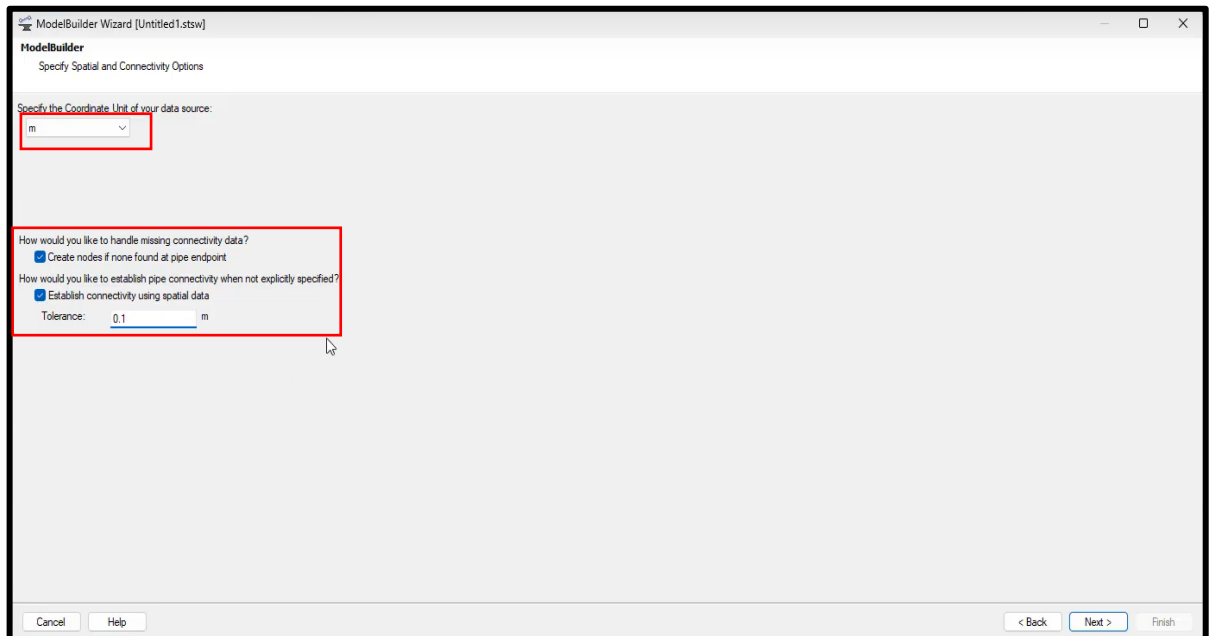 ModelBuilder Wizard [Untitled1.stsw]
ModelBuilder
Specify Spatial and Connectivity Options
Specify the Coordinate Unit of your data source:
m
How would you like to handle missing connectivity data?
Create nodes if none found at pipe endpoint
How would you like to establish pipe connectivity when not explicitly specified?
Establish connectivity using spatial data
Tolerance: 0.1 m
Cancel Help < Back Next > Finish